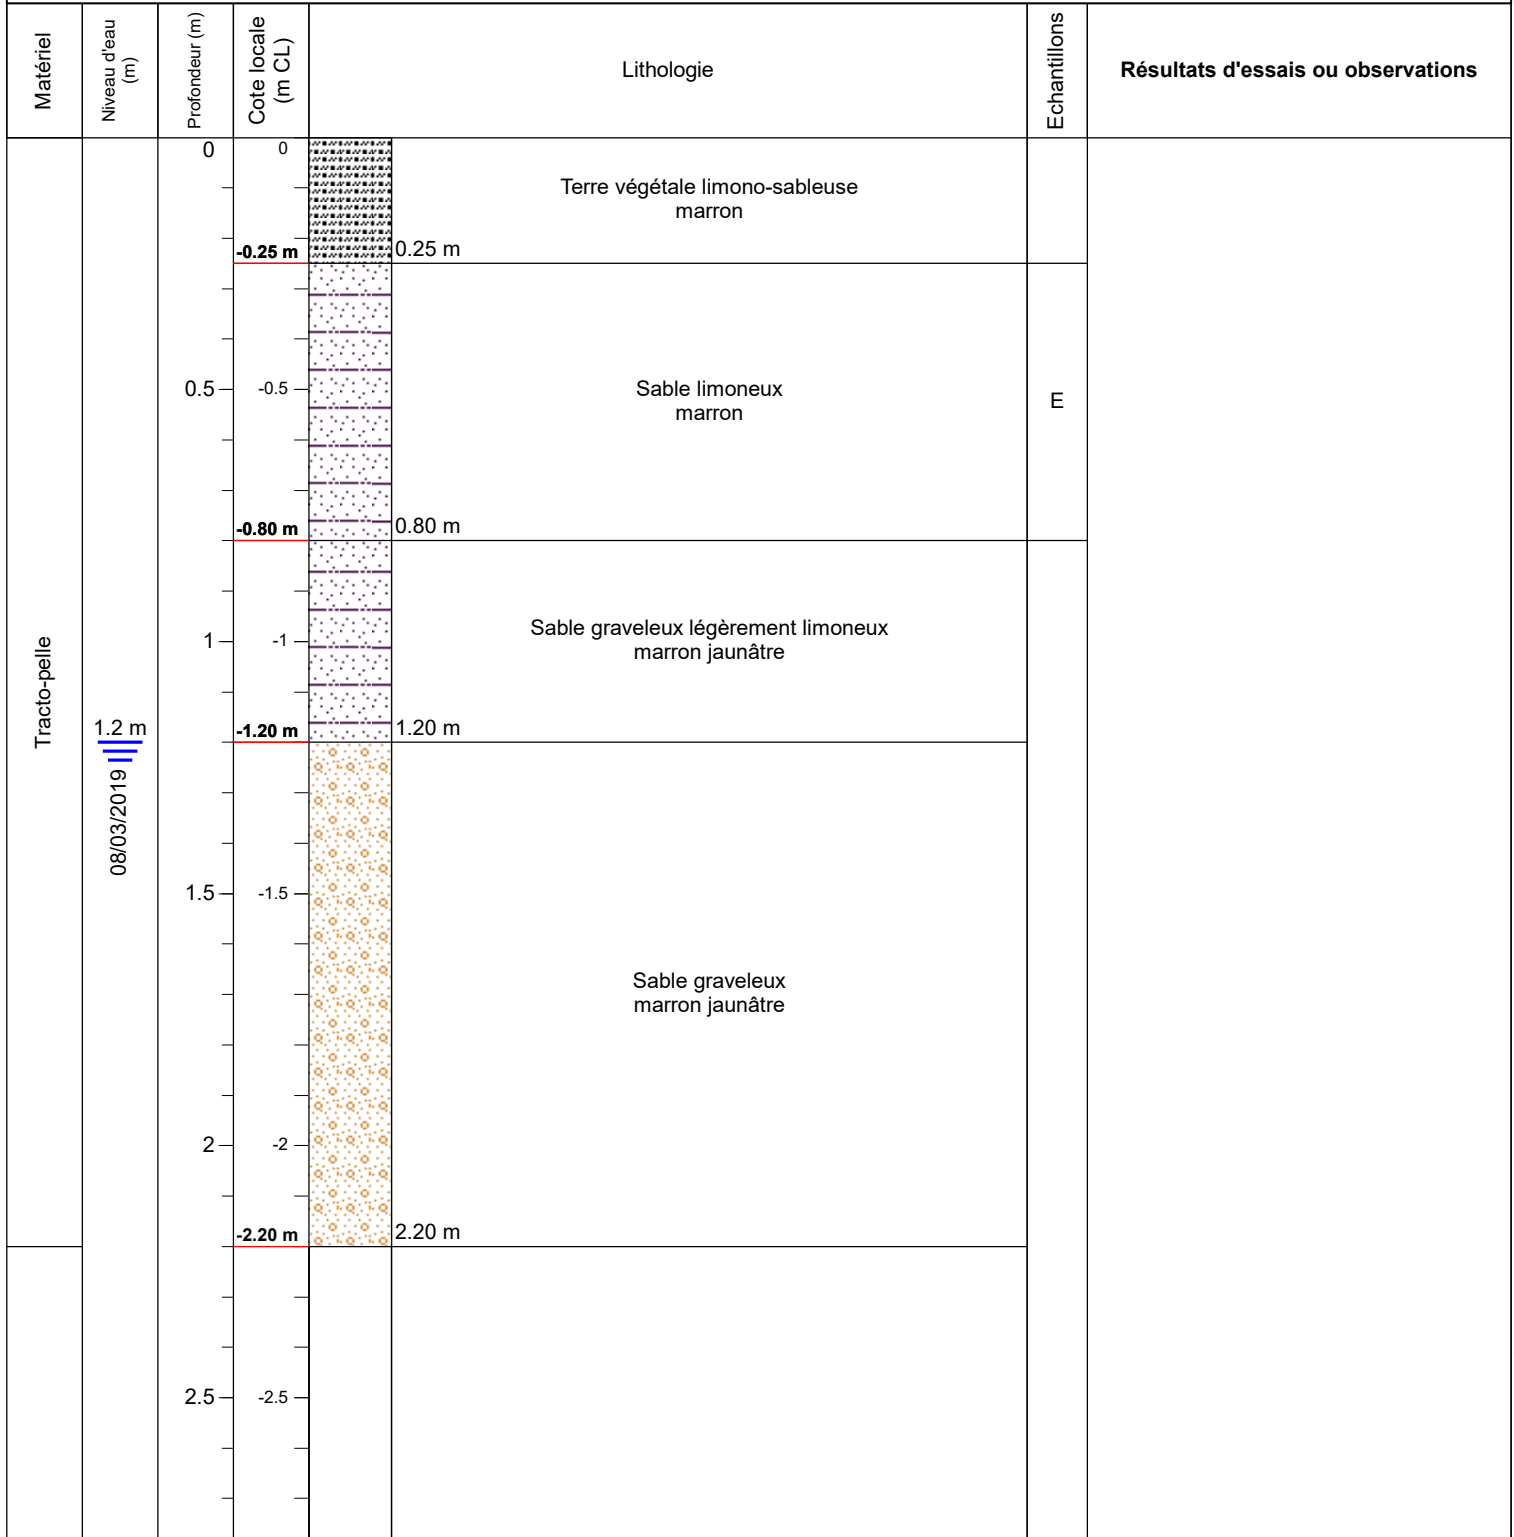 Matériel
Niveau d'eau
(m)
Profondeur (m)
Cote locale
(m CL)
Lithologie
Echantillons
Résultats d'essais ou observations
0
0
Terre végétale limono-sableuse
marron
-0.25 m
0.25 m
0.5
-0.5
Sable limoneux
marron
E
-0.80 m
0.80 m
Sable graveleux légèrement limoneux
marron jaunâtre
1
-1
Tracto-pelle
1.2 m
-1.20 m
1.20 m
08/03/2019
1.5
-1.5
Sable graveleux
marron jaunâtre
2
-2
-2.20 m
2.20 m
2.5
-2.5